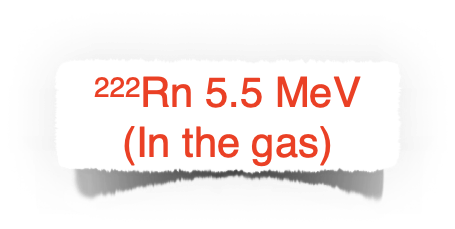 ²²²Rn 5.5 MeV
(In the gas)